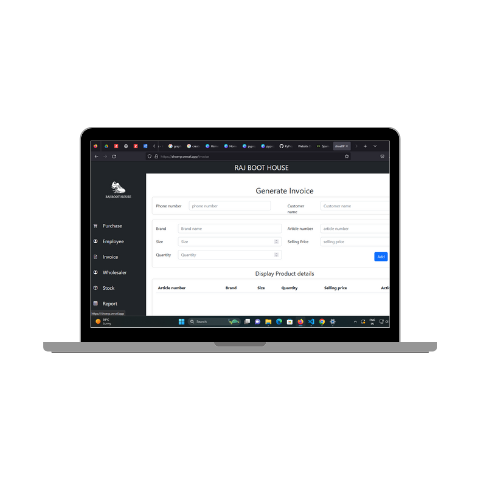 RAJ BOOT HOUSE
RAJ BOOT HOUSE
Generate Invoice
Phone number phone number Customer name Customer name
Brand Brand name Article number article number
Size Size Selling Price selling price
Quantity Quantity
Add
Display Product details
Article number Brand Size Quantity Selling price
Purchase
Employee
Invoice
Wholesaler
Stock
Report
Search